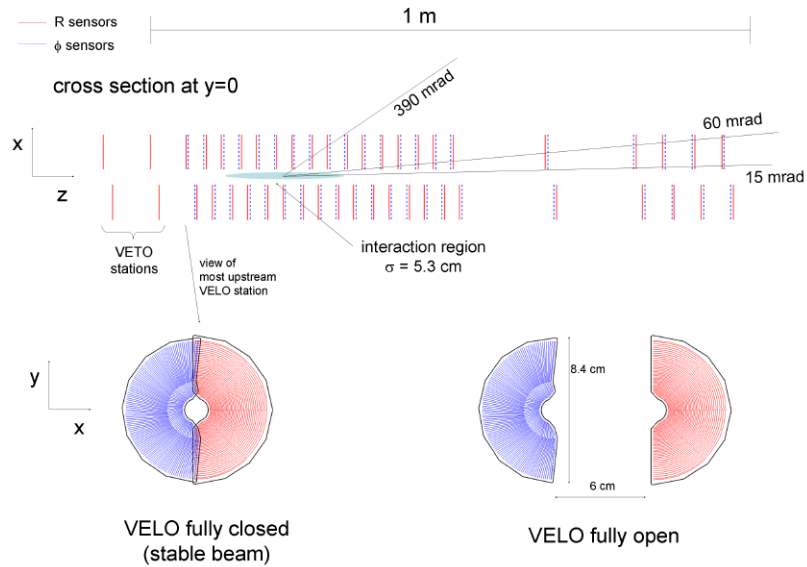 R sensors
ϕ sensors
1 m
cross section at y=0
390 mrad
60 mrad
15 mrad
x
z
VETO
stations
view of
most upstream
VELO station
interaction region
σ = 5.3 cm
y
x
8.4 cm
6 cm
VELO fully closed
(stable beam)
VELO fully open